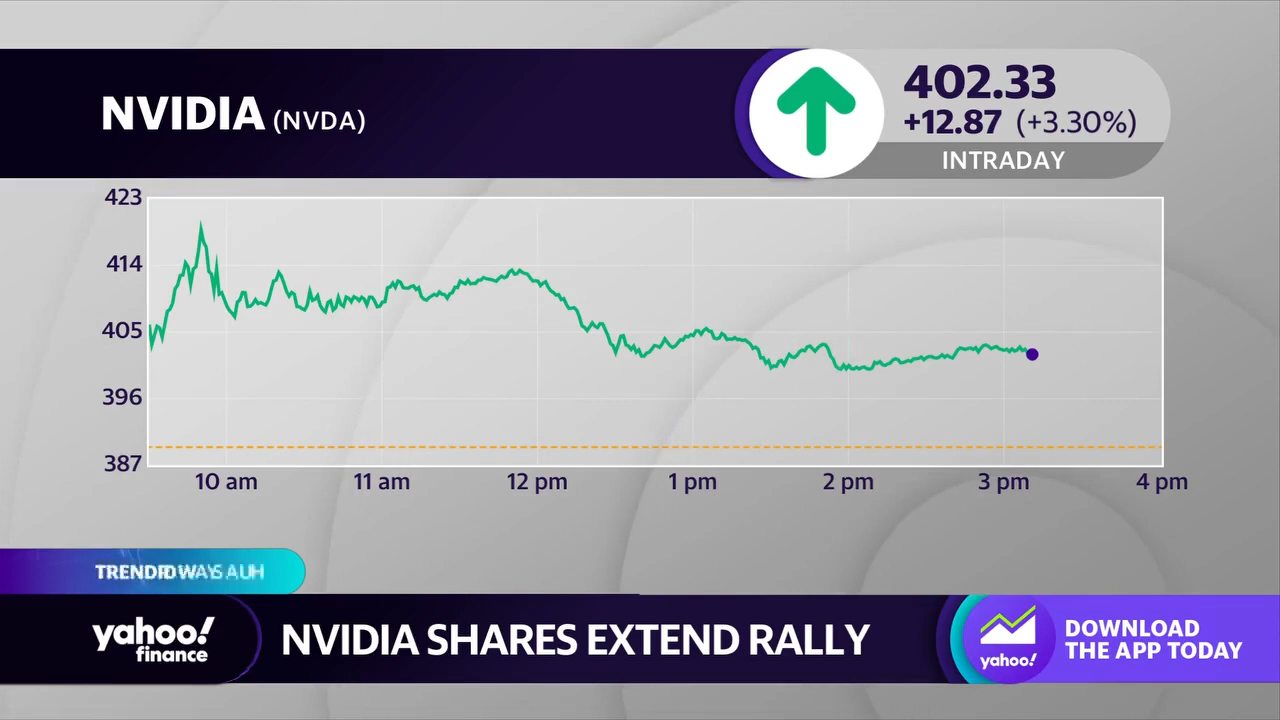 NVIDIA (NVDA)
402.33
+12.87 (+3.30%)
INTRADAY
423
414
405
396
387
10 am
11 am
12 pm
1 pm
2 pm
3 pm
4 pm
yahoo!
finance
NVIDIA SHARES EXTEND RALLY
yahoo!
DOWNLOAD
THE APP TODAY